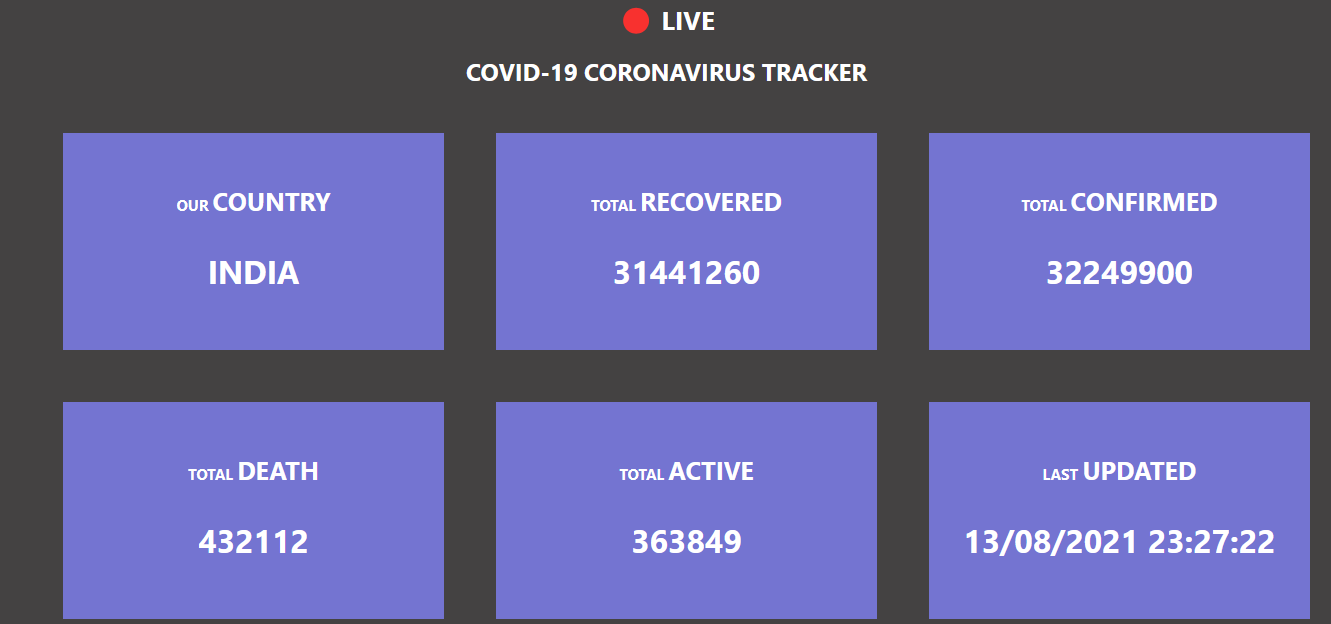 LIVE
COVID-19 CORONAVIRUS TRACKER
OUR COUNTRY
INDIA
TOTAL RECOVERED
31441260
TOTAL CONFIRMED
32249900
TOTAL DEATH
432112
TOTAL ACTIVE
363849
LAST UPDATED
13/08/2021 23:27:22